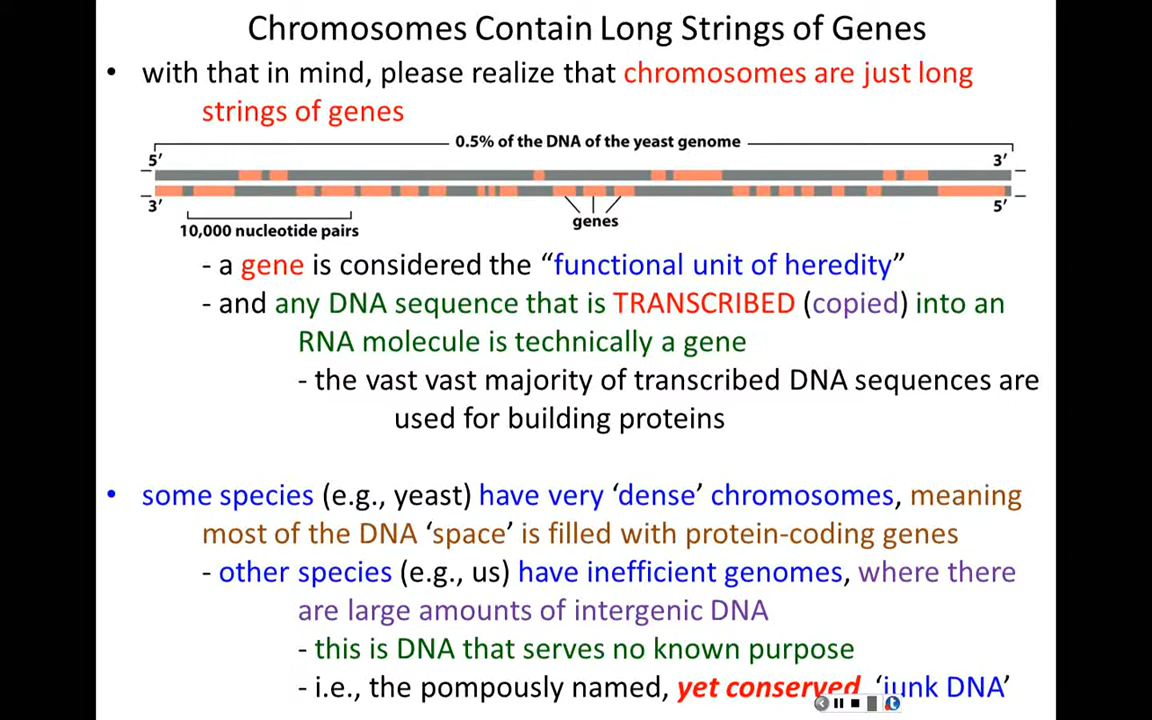 Chromosomes Contain Long Strings of Genes
• with that in mind, please realize that chromosomes are just long
strings of genes
0.5% of the DNA of the yeast genome
5′ 3′
3′ 5′
genes
10,000 nucleotide pairs
- a gene is considered the “functional unit of heredity”
- and any DNA sequence that is TRANSCRIBED (copied) into an
RNA molecule is technically a gene
- the vast vast majority of transcribed DNA sequences are
used for building proteins
• some species (e.g., yeast) have very ‘dense’ chromosomes, meaning
most of the DNA ‘space’ is filled with protein-coding genes
- other species (e.g., us) have inefficient genomes, where there
are large amounts of intergenic DNA
- this is DNA that serves no known purpose
- i.e., the pompously named, yet conserved ‘junk DNA’